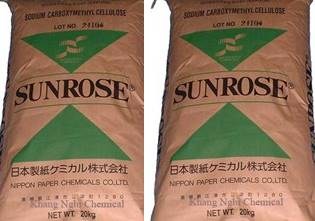 SODIUM CARBOXYMETHYL CELLULOSE
LOT NO. 24104
SUNROSE®
日本製紙ケミカル株式会社
NIPPON PAPER CHEMICALS CO.,LTD.
Khang Nghi Chemical
NET WT. 20kg
SODIUM CARBOXYMETHYL CELLULOSE
LOT NO. 24104
SUNROSE®
日本製紙ケミカル株式会社
NIPPON PAPER CHEMICALS CO.,LTD.
Khang Nghi Chemical
NET WT. 20kg